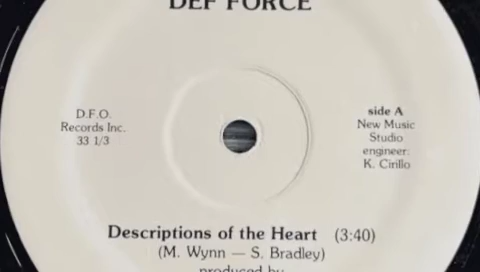 DEF FORCE
D.F.O.
Records Inc.
33 1/3
side A
New Music
Studio
engineer:
K. Cirillo
Descriptions of the Heart (3:40)
(M. Wynn — S. Bradley)
produced by